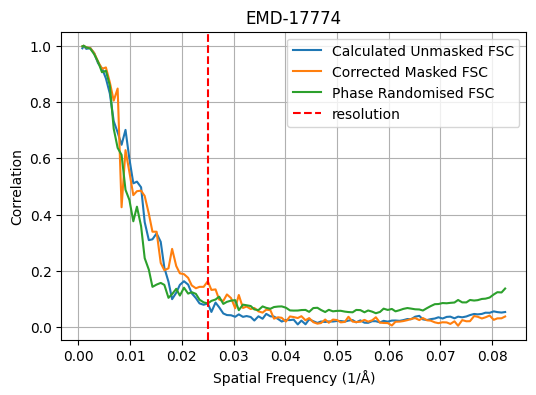 EMD-17774
Calculated Unmasked FSC
Corrected Masked FSC
Phase Randomised FSC
resolution
Correlation
1.0
0.8
0.6
0.4
0.2
0.0
0.00 0.01 0.02 0.03 0.04 0.05 0.06 0.07 0.08
Spatial Frequency (1/Å)